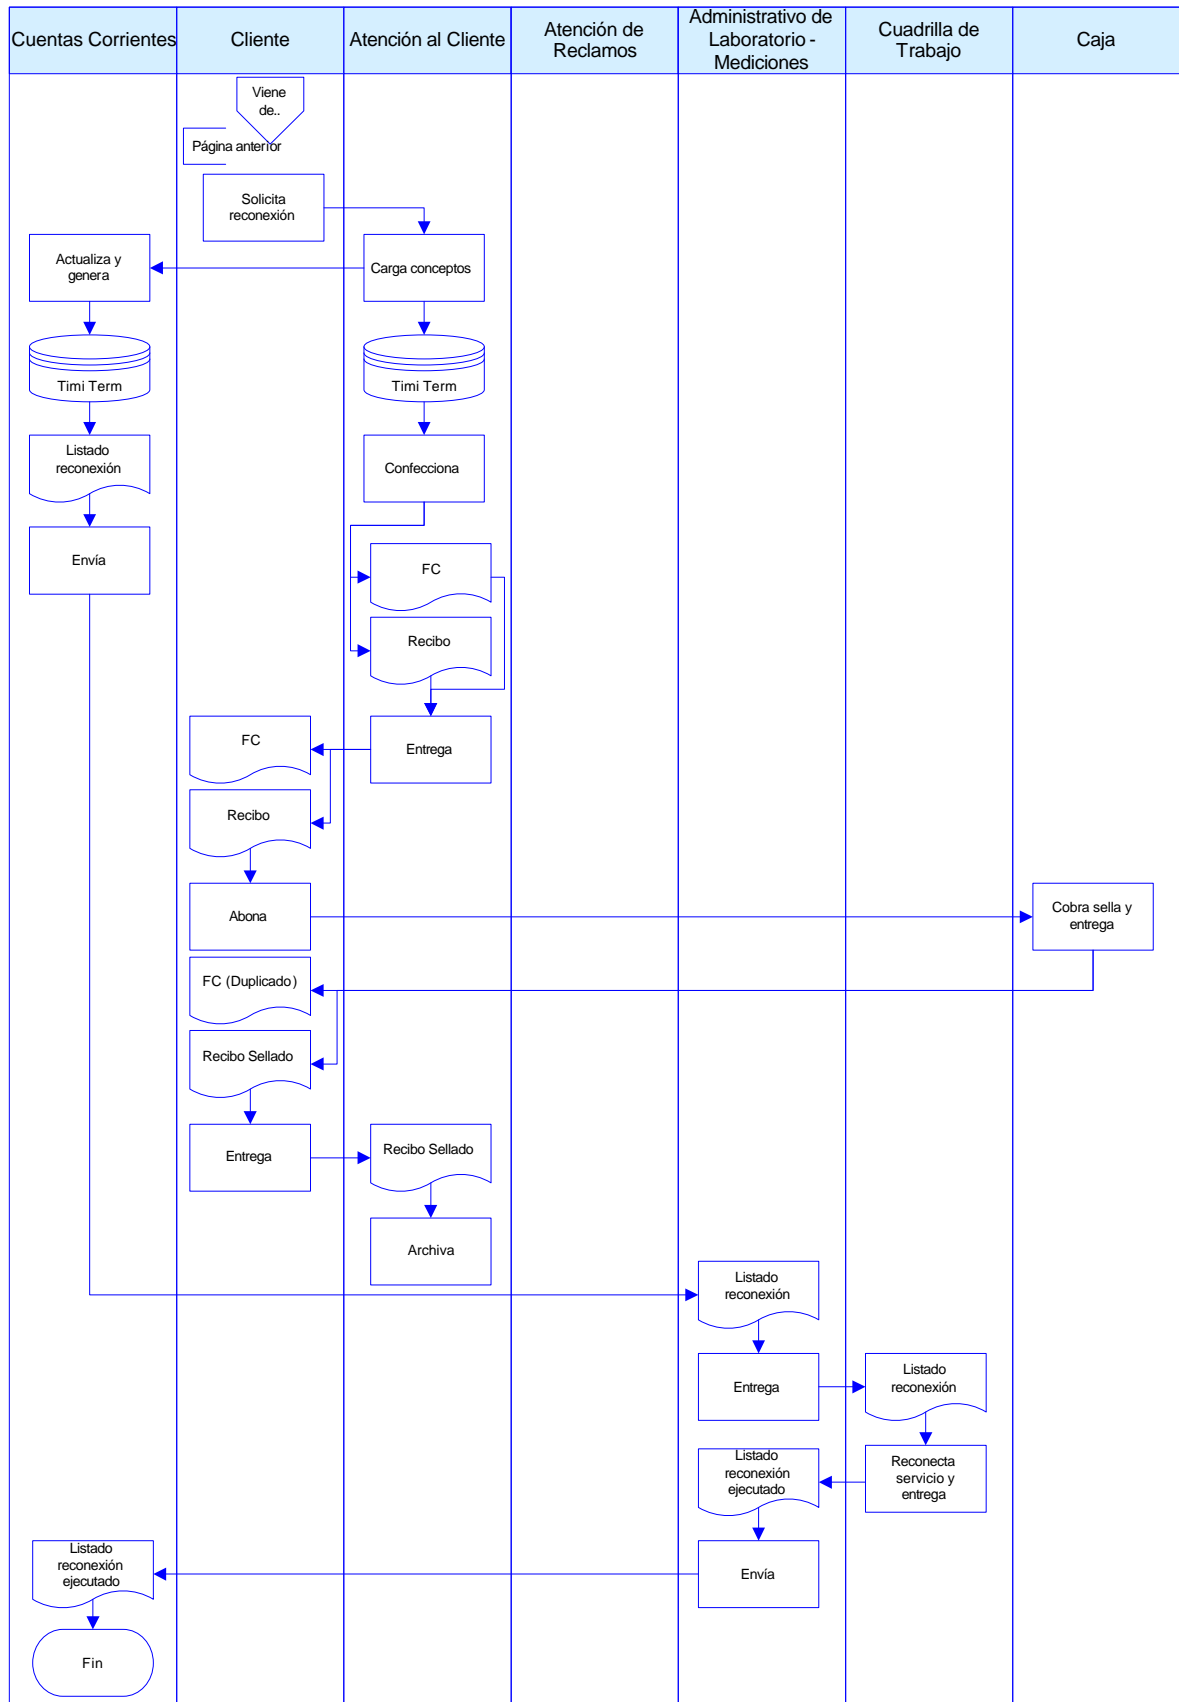 Cuentas Corrientes
Cliente
Atención al Cliente
Atención de
Reclamos
Administrativo de
Laboratorio -
Mediciones
Cuadrilla de
Trabajo
Caja
Viene
de..
Página anterior
Solicita
reconexión
Actualiza y
genera
Carga conceptos
Timi Term
Timi Term
Listado
reconexión
Confecciona
Envía
FC
Recibo
FC
Entrega
Recibo
Abona
Cobra sella y
entrega
FC (Duplicado)
Recibo Sellado
Entrega
Recibo Sellado
Archiva
Listado
reconexión
Entrega
Listado
reconexión
Listado
reconexión
ejecutado
Reconecta
servicio y
entrega
Listado
reconexión
ejecutado
Envía
Fin